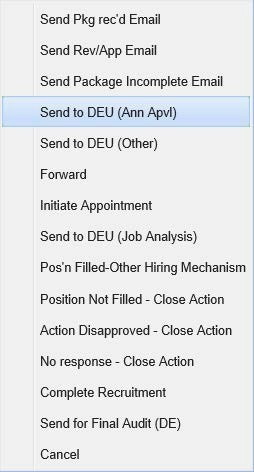 Send Pkg rec'd Email
Send Rev/App Email
Send Package Incomplete Email
Send to DEU (Ann Apvl)
Send to DEU (Other)
Forward
Initiate Appointment
Send to DEU (Job Analysis)
Pos'n Filled-Other Hiring Mechanism
Position Not Filled - Close Action
Action Disapproved - Close Action
No response - Close Action
Complete Recruitment
Send for Final Audit (DE)
Cancel